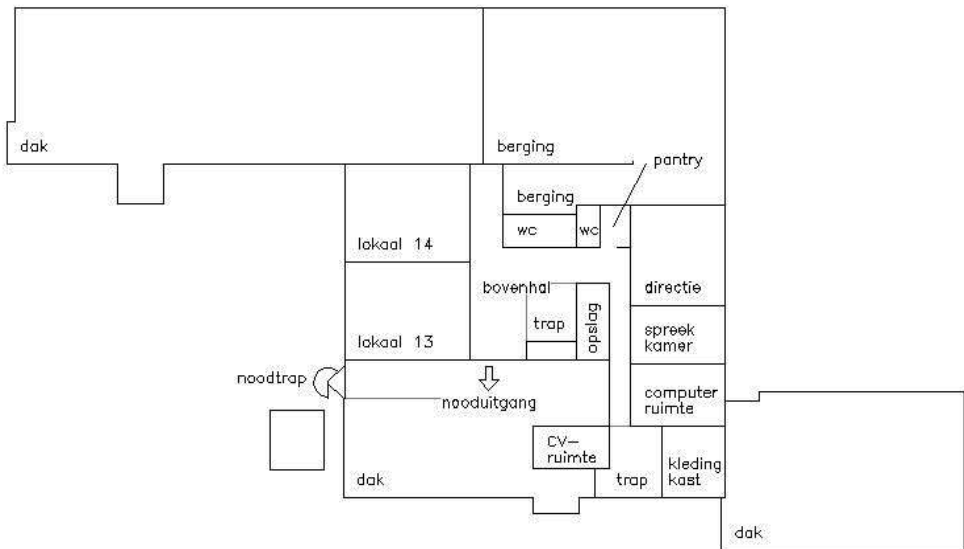 dak
berging
pantry
berging
wc
wc
lokaal 14
bovenhal
directie
trap
opslag
lokaal 13
spreek
kamer
noodtrap
nooduitgang
computer
ruimte
CV-
ruimte
kleding
kast
dak
trap
dak